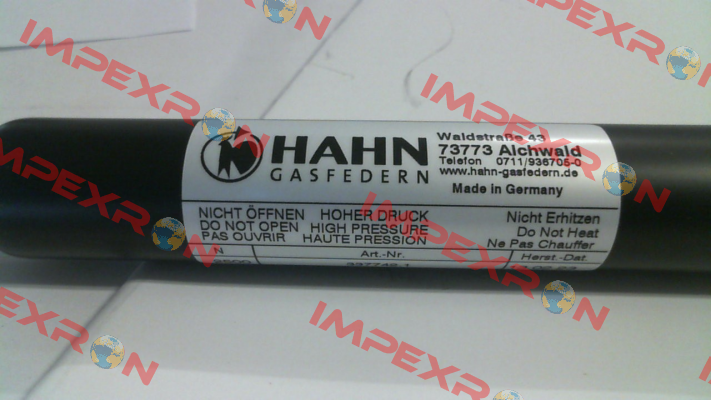 HAHN
GASFEDERN
Waldstraße 43
73773 Aichwald
Telefon 0711/936705-0
www.hahn-gasfedern.de
Made in Germany
NICHT ÖFFNEN HOHER DRUCK Nicht Erhitzen
DO NOT OPEN HIGH PRESSURE Do Not Heat
PAS OUVRIR HAUTE PRESSION Ne Pas Chauffer
N Art.-Nr. Herst.-Dat.
IMPEXRON
IMPEXRON
IMPEXRON
IMPEXRON
IMPEXRON
IMPEXRON
IMPEXRON